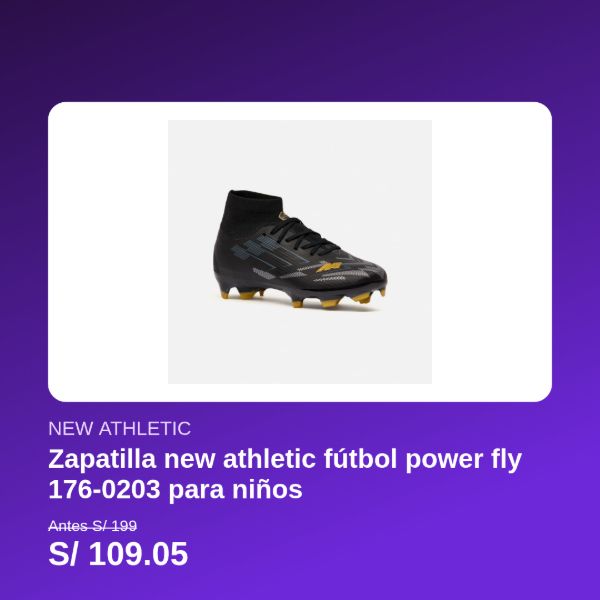 NEW ATHLETIC
Zapatilla new athletic fútbol power fly
176-0203 para niños
Antes S/ 199
S/ 109.05